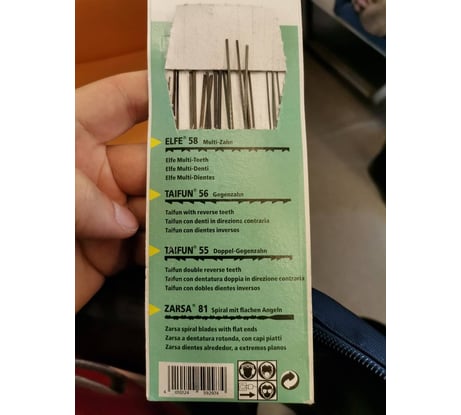 ELFE® 58 Multi-Zahn
Elfe Multi-Teeth
Elfe Multi-Denti
Elfe Multi-Dientes
TAIFUN® 56 Gegenzahn
Taifun with reverse teeth
Taifun con denti in direziona contraria
Taifun con dientes inversos
TAIFUN® 55 Doppel-Gegenzahn
Taifun double reverse teeth
Taifun con dentatura doppia in direzione contraria
Taifun con dobles dientes inversos
ZARSA® 81 Spiral mit flachen Angeln
Zarsa spiral blades with flat ends
Zarsa a dentatura rotonda, con capi piatti
Zarsa dientes alrededor, a extremos planos